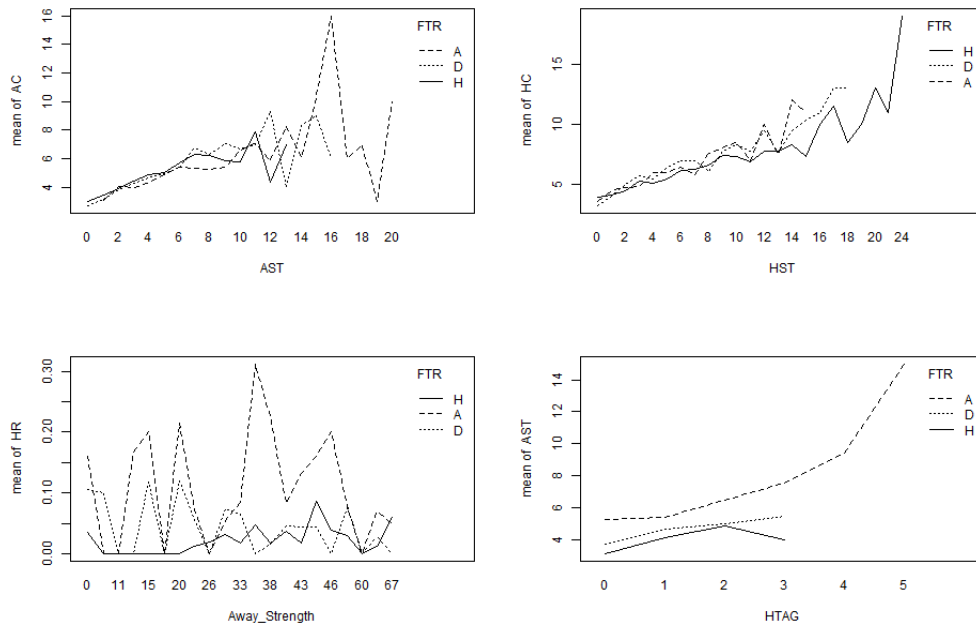 mean of AC
16
14
12
10
8
6
4
0 2 4 6 8 10 12 14 16 18 20
AST
FTR
A
D
H
mean of HC
15
10
5
0 2 4 6 8 10 12 14 16 20 24
HST
FTR
H
D
A
mean of HR
0.30
0.20
0.10
0.00
0 11 15 20 26 33 38 43 46 60 67
Away_Strength
FTR
H
A
D
mean of AST
14
12
10
8
6
4
0 1 2 3 4 5
HTAG
FTR
A
D
H